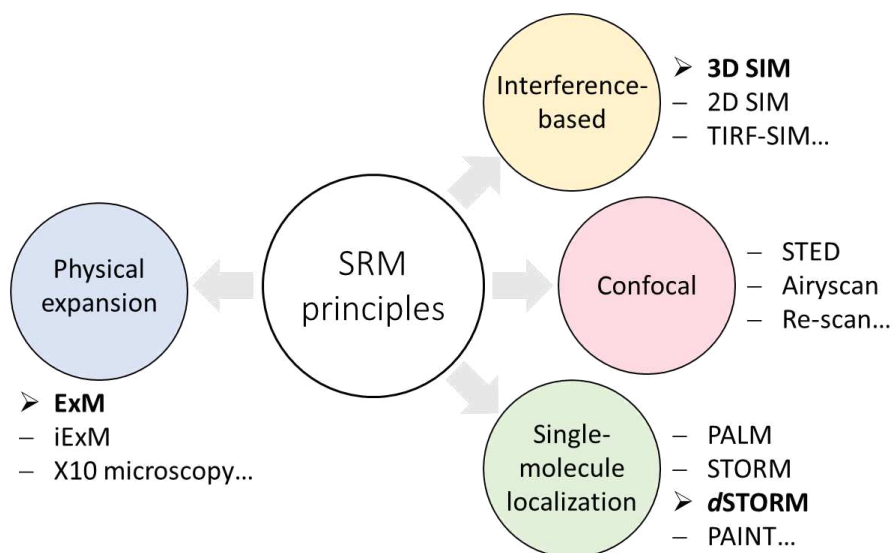 SRM
principles
Interference-
based
➢ 3D SIM
– 2D SIM
– TIRF-SIM...
Confocal
– STED
– Airyscan
– Re-scan...
Single-
molecule
localization
– PALM
– STORM
➢ dSTORM
– PAINT...
Physical
expansion
➢ ExM
– iExM
– X10 microscopy...